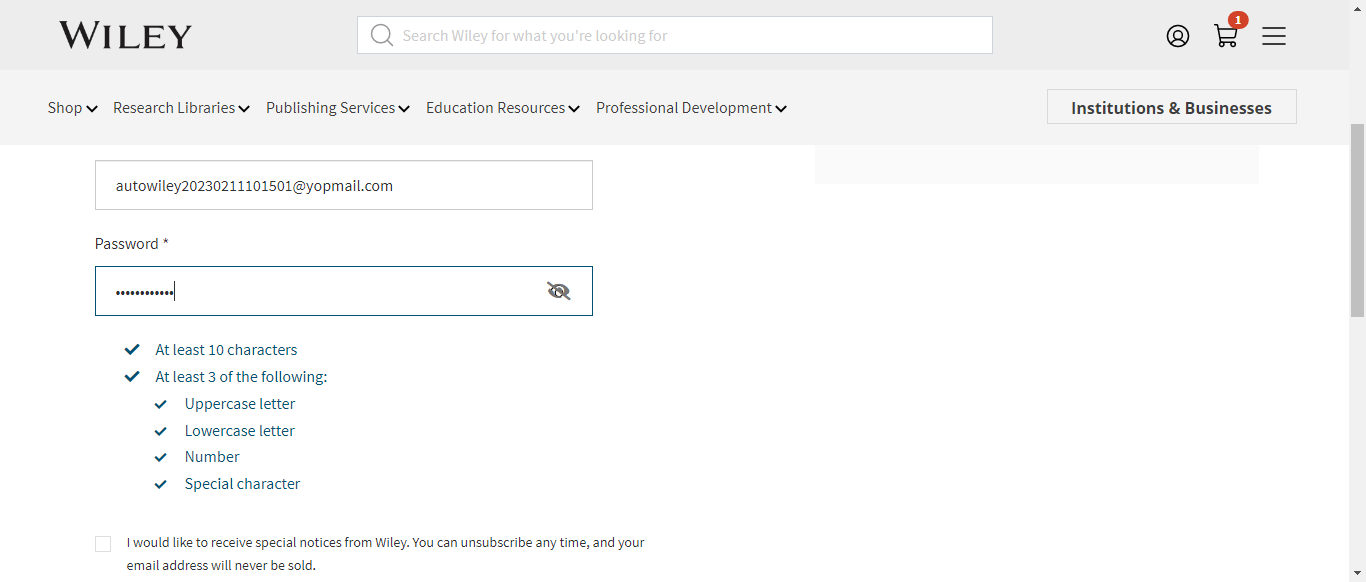 WILEY
Search Wiley for what you're looking for
1
Shop Research Libraries Publishing Services Education Resources Professional Development
Institutions & Businesses
autowiley20230211101501@yopmail.com
Password *
••••••••••••
At least 10 characters
At least 3 of the following:
Uppercase letter
Lowercase letter
Number
Special character
I would like to receive special notices from Wiley. You can unsubscribe any time, and your
email address will never be sold.